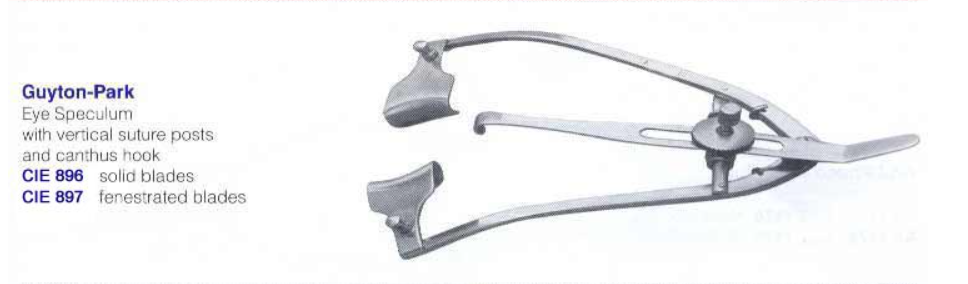 Guyton-Park
Eye Speculum
with vertical suture posts
and canthus hook
CIE 896 solid blades
CIE 897 fenestrated blades